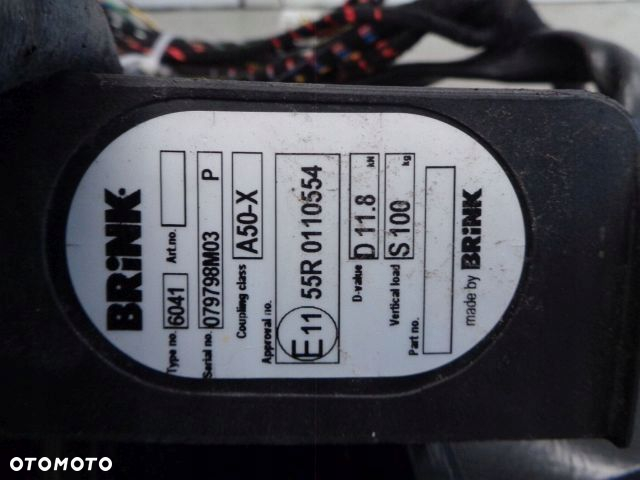 BRINK
Type no. 6041 Art.no.
Serial no. 079798M03 P
Coupling class A50-X
Approval no. E11 55R 0110554
D-value D 11.8 kN
Vertical load S 100 kg
Part no.
made by BRINK
OTOMOTO